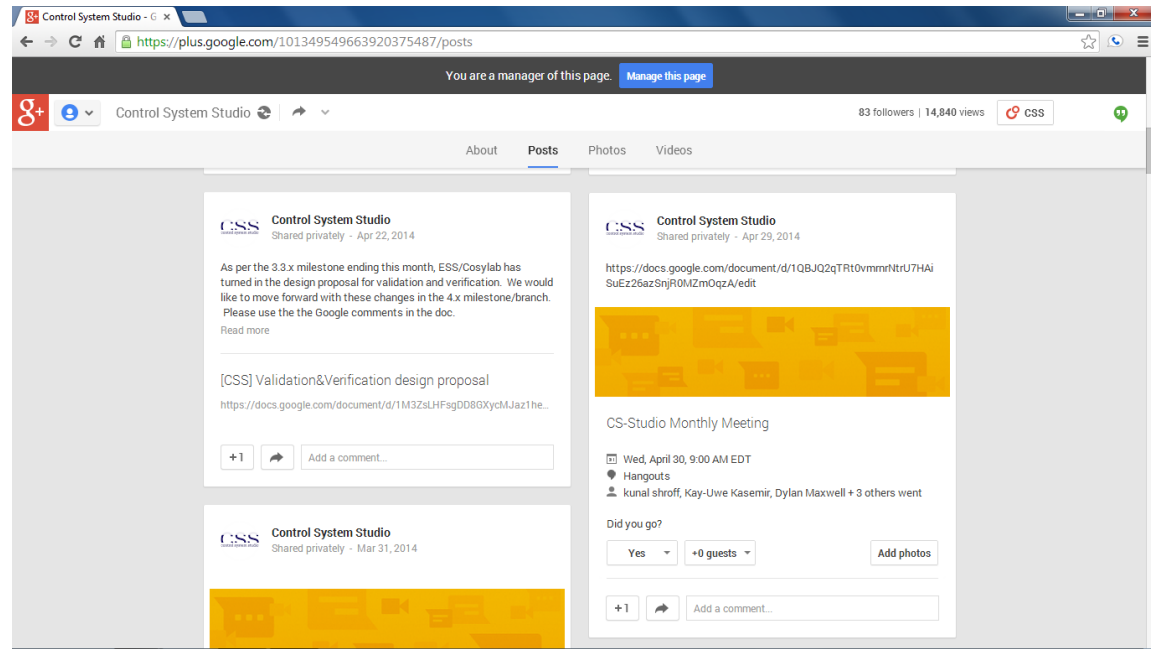 Control System Studio - G
https://plus.google.com/101349549663920375487/posts
You are a manager of this page. Manage this page
g+ Control System Studio 83 followers | 14,840 views CSS
About Posts Photos Videos
CSS
Control System Studio
Shared privately - Apr 22, 2014
As per the 3.3.x milestone ending this month, ESS/Cosylab has
turned in the design proposal for validation and verification. We would
like to move forward with these changes in the 4.x milestone/branch.
Please use the the Google comments in the doc.
Read more
[CSS] Validation&Verification design proposal
https://docs.google.com/document/d/1M3ZsLHFsgDD8GXycMJaz1he...
+1 Add a comment...
CSS
Control System Studio
Shared privately - Mar 31, 2014
CSS
Control System Studio
Shared privately - Apr 29, 2014
https://docs.google.com/document/d/1QBJQ2qTRt0vmrnrNtrU7HAi
SuEz26azSnjR0MZmOqzA/edit
CS-Studio Monthly Meeting
Wed, April 30, 9:00 AM EDT
Hangouts
kunal shroff, Kay-Uwe Kasemir, Dylan Maxwell + 3 others went
Did you go?
Yes +0 guests Add photos
+1 Add a comment...